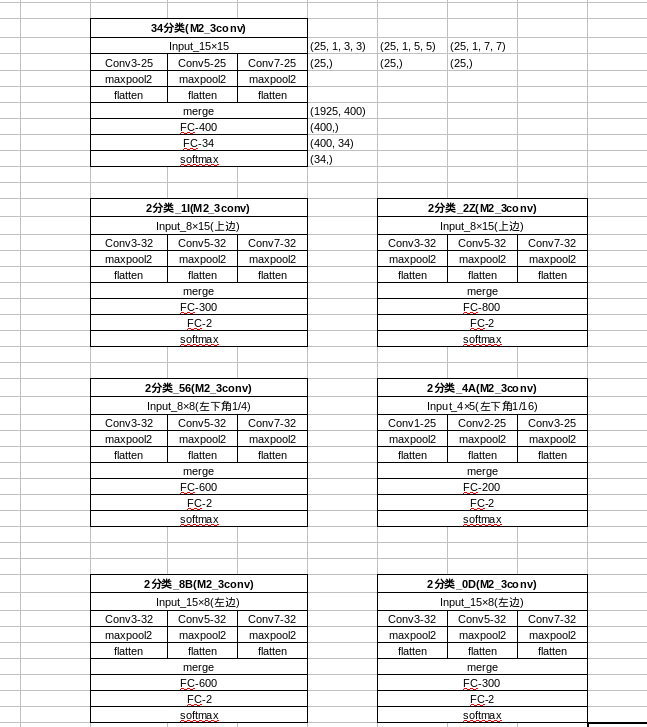 34分类(M2_3conv)
Input_15×15 (25, 1, 3, 3) (25, 1, 5, 5) (25, 1, 7, 7)
Conv3-25 Conv5-25 Conv7-25 (25,) (25,) (25,)
maxpool2 maxpool2 maxpool2
flatten flatten flatten
merge (1925, 400)
FC-400 (400,)
FC-34 (400, 34)
softmax (34,)
2分类_1I(M2_3conv) 2分类_2Z(M2_3conv)
Input_8×15(上边) Input_8×15(上边)
Conv3-32 Conv5-32 Conv7-32 Conv3-32 Conv5-32 Conv7-32
maxpool2 maxpool2 maxpool2 maxpool2 maxpool2 maxpool2
flatten flatten flatten flatten flatten flatten
merge merge
FC-300 FC-800
FC-2 FC-2
softmax softmax
2分类_56(M2_3conv) 2分类_4A(M2_3conv)
Input_8×8(左下角1/4) Input_4×5(左下角1/16)
Conv3-32 Conv5-32 Conv7-32 Conv1-25 Conv2-25 Conv3-25
maxpool2 maxpool2 maxpool2 maxpool2 maxpool2 maxpool2
flatten flatten flatten flatten flatten flatten
merge merge
FC-600 FC-200
FC-2 FC-2
softmax softmax
2分类_8B(M2_3conv) 2分类_0D(M2_3conv)
Input_15×8(左边) Input_15×8(左边)
Conv3-32 Conv5-32 Conv7-32 Conv3-32 Conv5-32 Conv7-32
maxpool2 maxpool2 maxpool2 maxpool2 maxpool2 maxpool2
flatten flatten flatten flatten flatten flatten
merge merge
FC-600 FC-300
FC-2 FC-2
softmax softmax